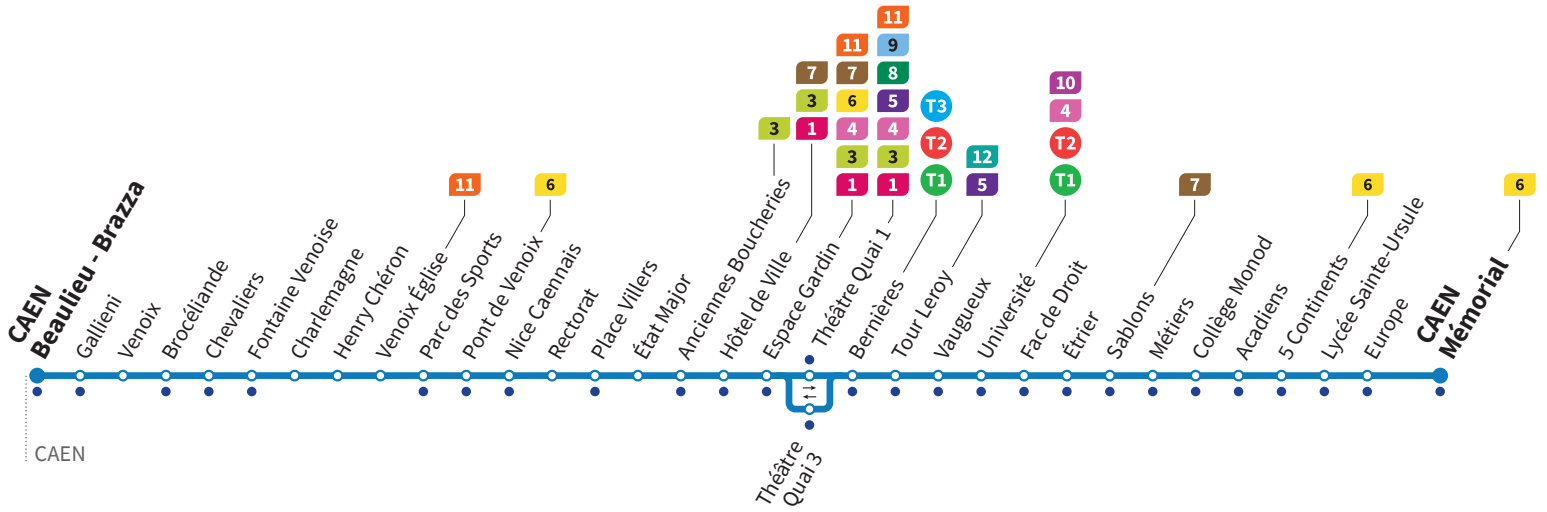 11
11
9
7
7
8
10
3
6
5
T3
4
3
1
4
4
T2
T2
12
3
3
11
6
1
1
T1
5
T1
7
6
6
CAEN
Beaulieu - Brazza
Gallieni
Venoix
Brocéliande
Chevaliers
Fontaine Venoise
Charlemagne
Henry Chéron
Venoix Église
Parc des Sports
Pont de Venoix
Nice Caennais
Rectorat
Place Villers
État Major
Anciennes Boucheries
Hôtel de Ville
Espace Gardin
Théâtre Quai 1
Bernières
Tour Leroy
Vaugueux
Université
Fac de Droit
Étrier
Sablons
Métiers
Collège Monod
Acadiens
5 Continents
Lycée Sainte-Ursule
Europe
CAEN
Mémorial
CAEN
Théâtre
Quai 3